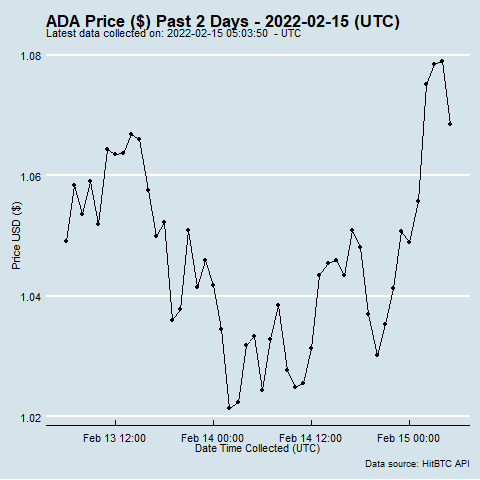 ADA Price ($) Past 2 Days - 2022-02-15 (UTC)
Latest data collected on: 2022-02-15 05:03:50  - UTC
1.08
1.06
1.04
1.02
Price USD ($)
Feb 13 12:00
Feb 14 00:00
Feb 14 12:00
Feb 15 00:00
Date Time Collected (UTC)
Data source: HitBTC API